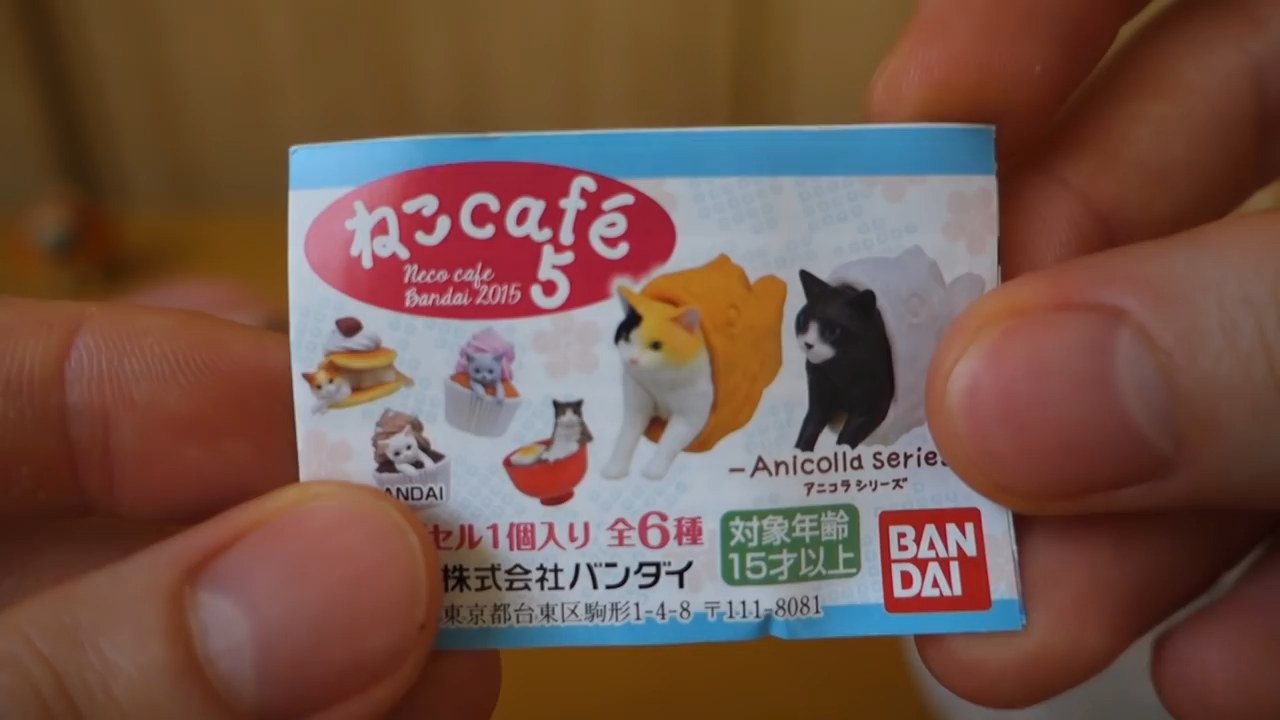 ねこcafé
5
Neco cafe
Bandai 2015
-Anicolla series
アニコラシリーズ
ANDAI
セル1個入り 全6種
対象年齢
15才以上
BAN
DAI
株式会社バンダイ
東京都台東区駒形1-4-8 〒111-8081